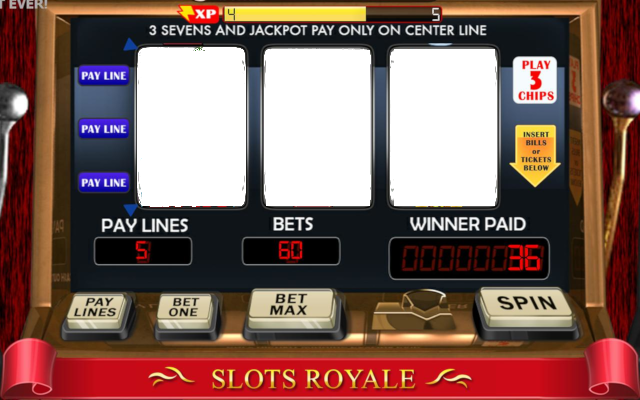 T EVER!
XP 4 5
3 SEVENS AND JACKPOT PAY ONLY ON CENTER LINE
PAY LINE
PAY LINE
PAY LINE
PLAY
3
CHIPS
INSERT
BILLS
or
TICKETS
BELOW
PAY LINES BETS WINNER PAID
5 60 36
PAY
LINES
BET
ONE
BET
MAX
SPIN
SLOTS ROYALE